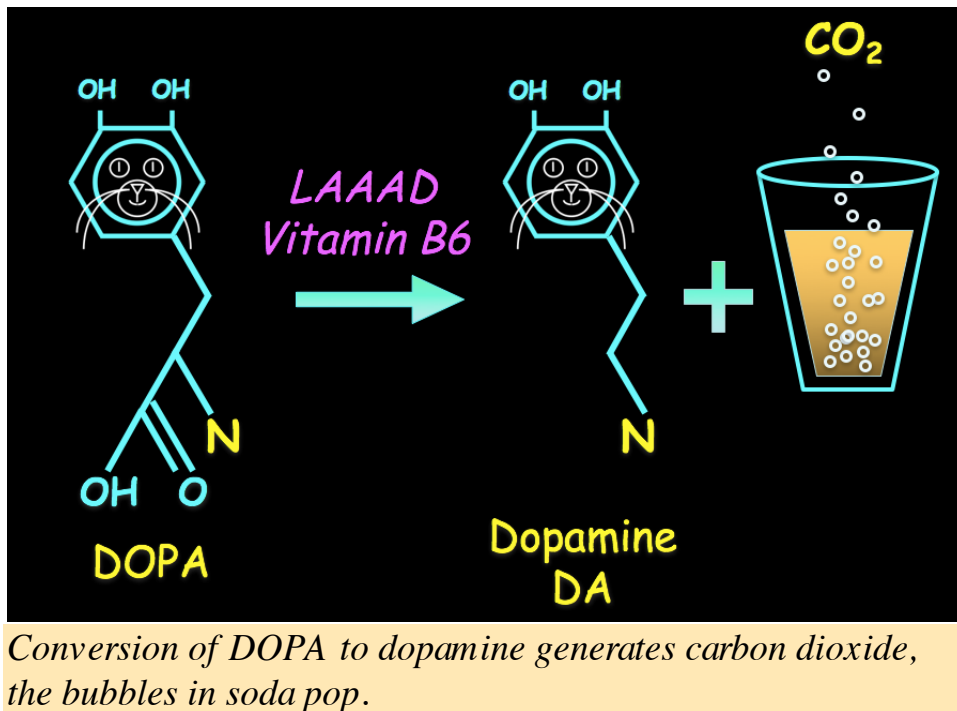 CO₂
OH OH
OH OH
LAAAD
Vitamin B6
N
N
OH O
DOPA
Dopamine
DA
Conversion of DOPA to dopamine generates carbon dioxide,
the bubbles in soda pop.